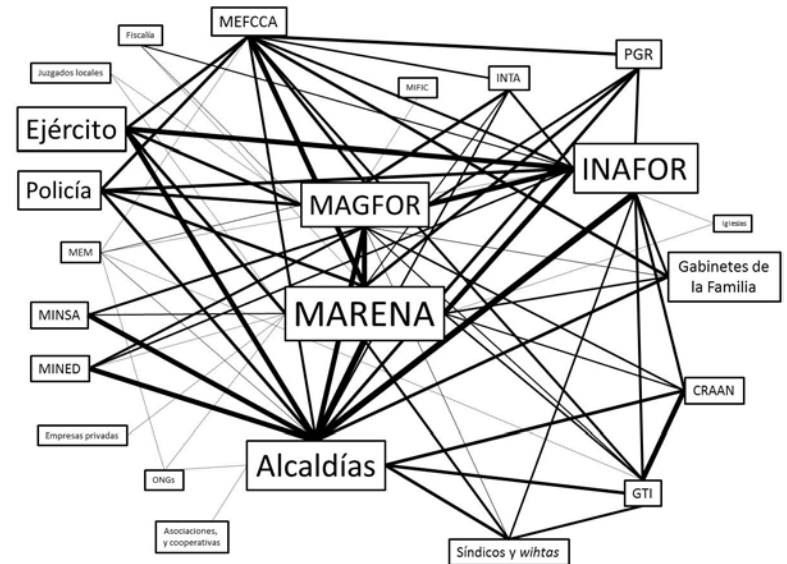 MEFCCA
Fiscalía
PGR
Juzgados locales
INTA
MIFIC
Ejército
INAFOR
Policía
MAGFOR
Iglesias
MEM
Gabinetes de
la Familia
MINSA
MARENA
MINED
CRAAN
Empresas privadas
Alcaldías
ONGs
GTI
Asociaciones,
y cooperativas
Síndicos y wihtas